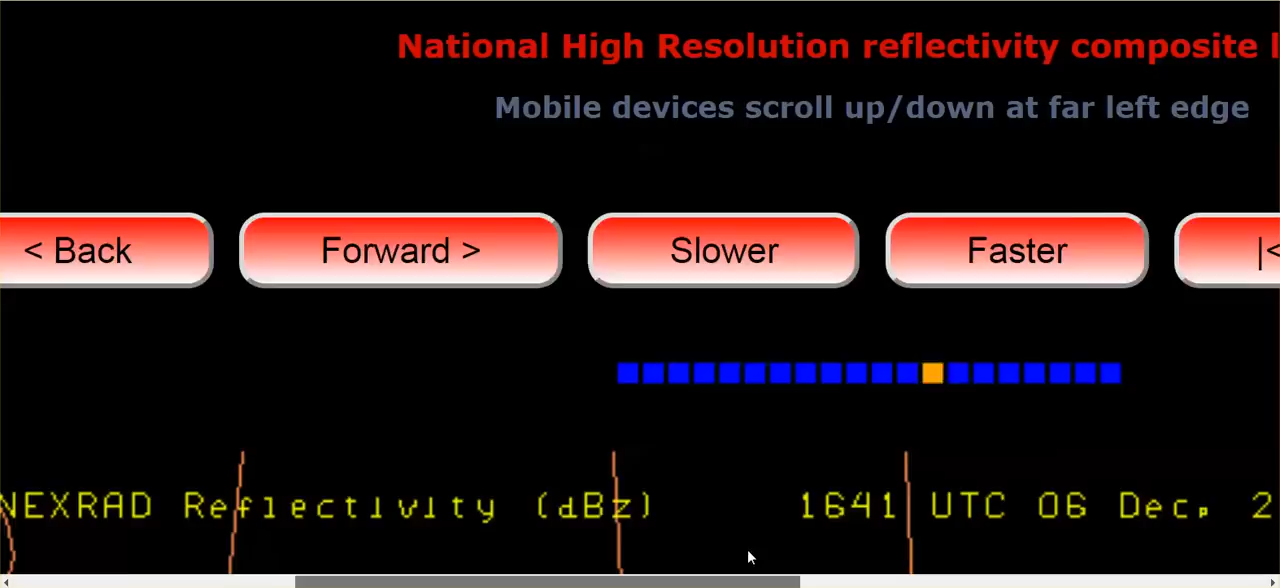 National High Resolution reflectivity composite
Mobile devices scroll up/down at far left edge
< Back Forward > Slower Faster |<
NEXRAD Reflectivity (dBz) 1641 UTC 06 Dec. 2